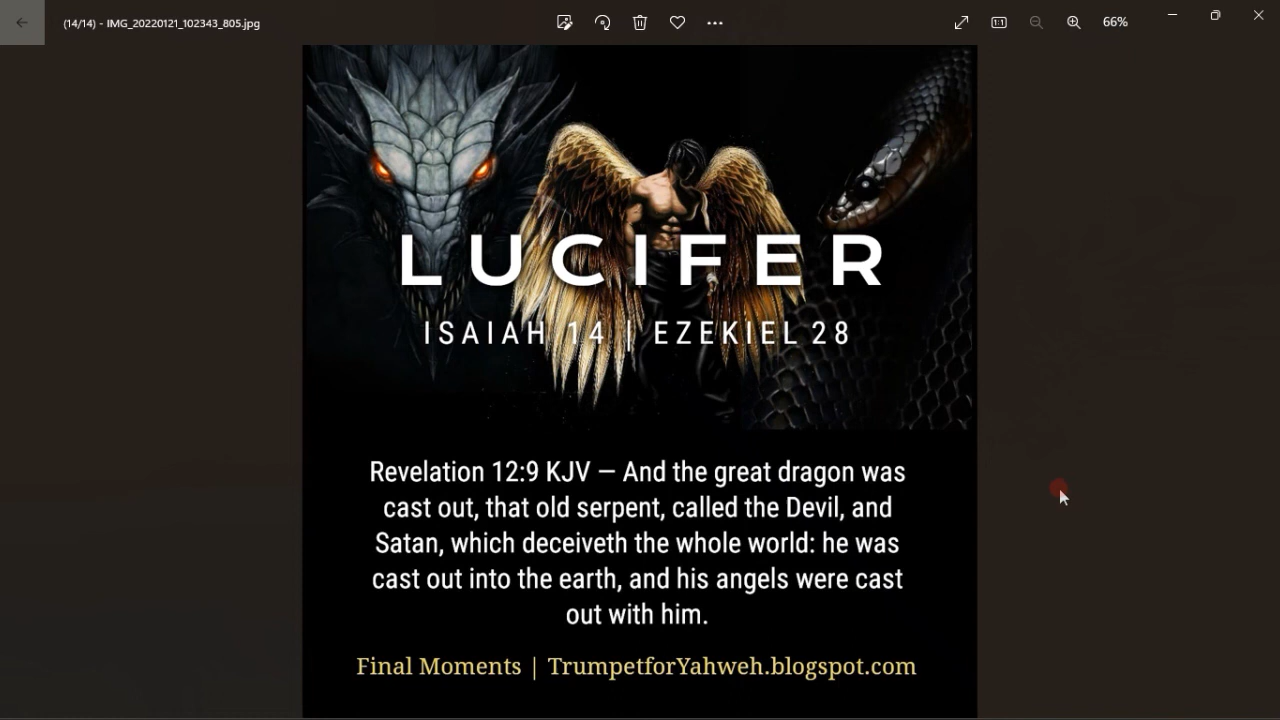 (14/14) - IMG_20220121_102343_805.jpg
1:1
66%
LUCIFER
ISAIAH 14 | EZEKIEL 28
Revelation 12:9 KJV — And the great dragon was
cast out, that old serpent, called the Devil, and
Satan, which deceiveth the whole world: he was
cast out into the earth, and his angels were cast
out with him.
Final Moments | TrumpetforYahweh.blogspot.com